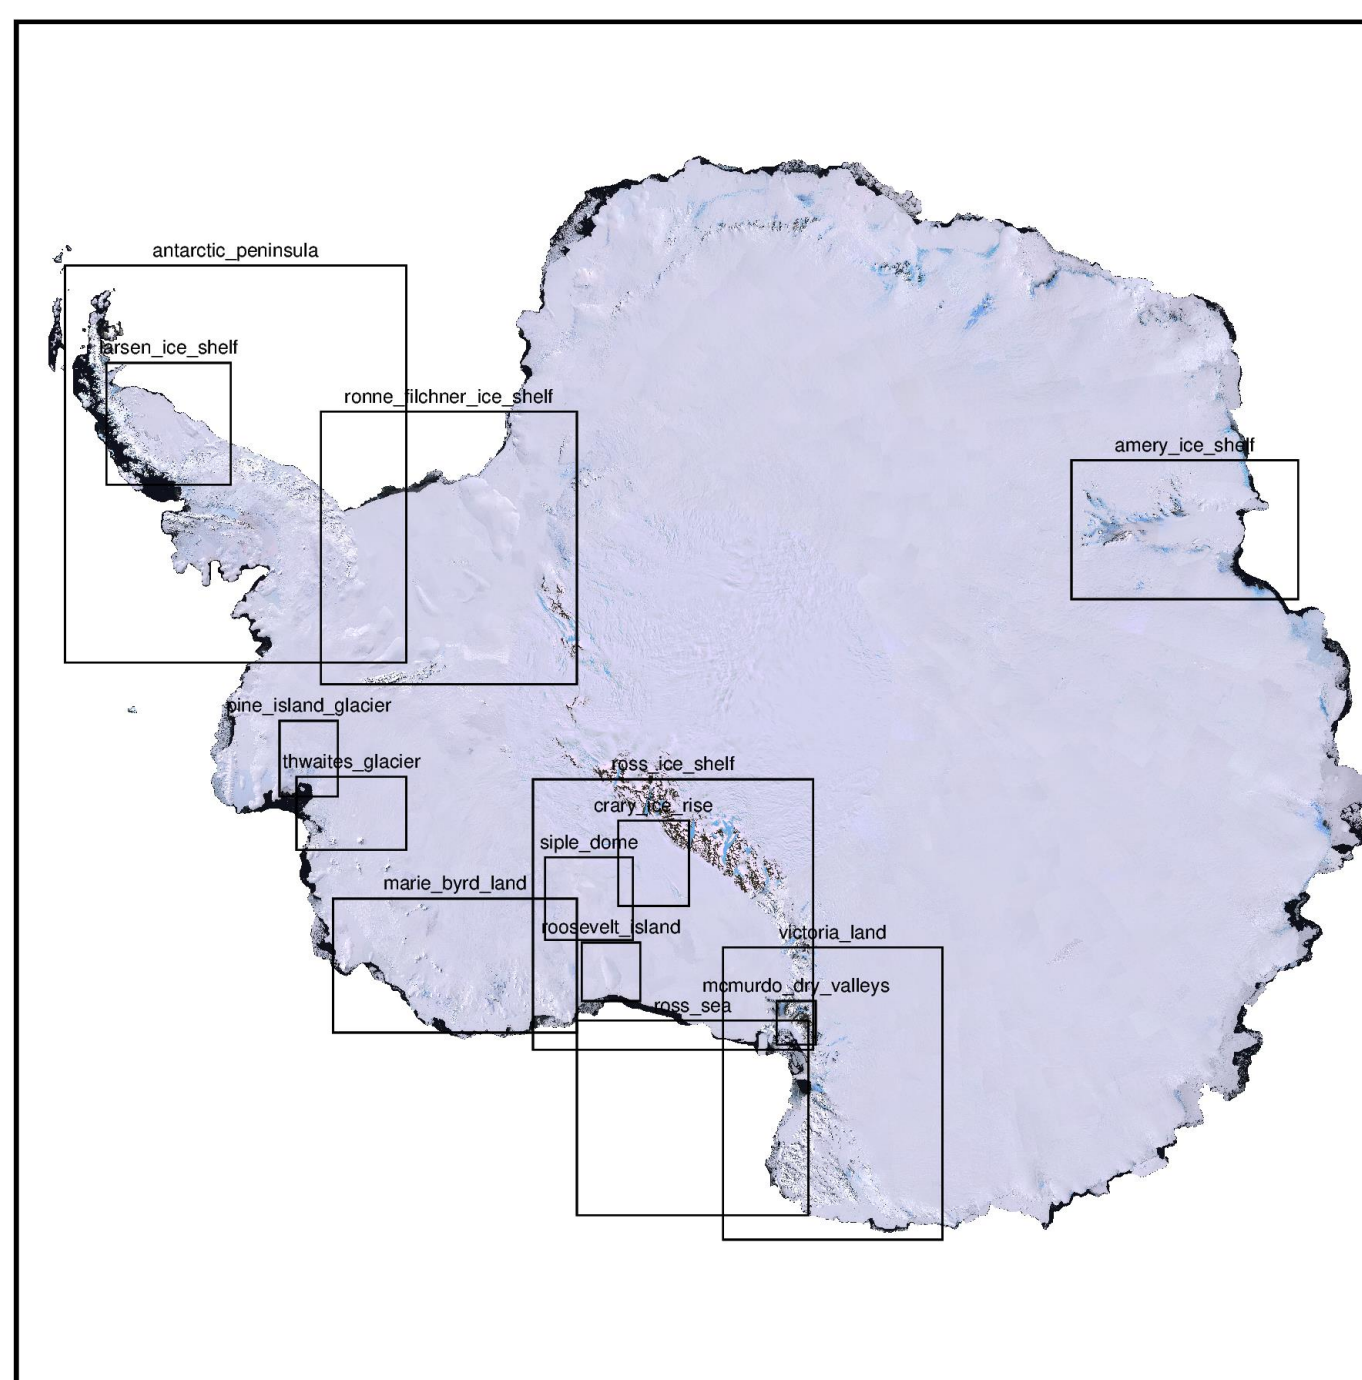 antarctic_peninsula
larsen_ice_shelf
ronne_filchner_ice_shelf
amery_ice_shelf
pine_island_glacier
thwaites_glacier
ross_ice_shelf
crary_ice_rise
siple_dome
marie_byrd_land
roosevelt_island
victoria_land
mcmurdo_dry_valleys
ross_sea